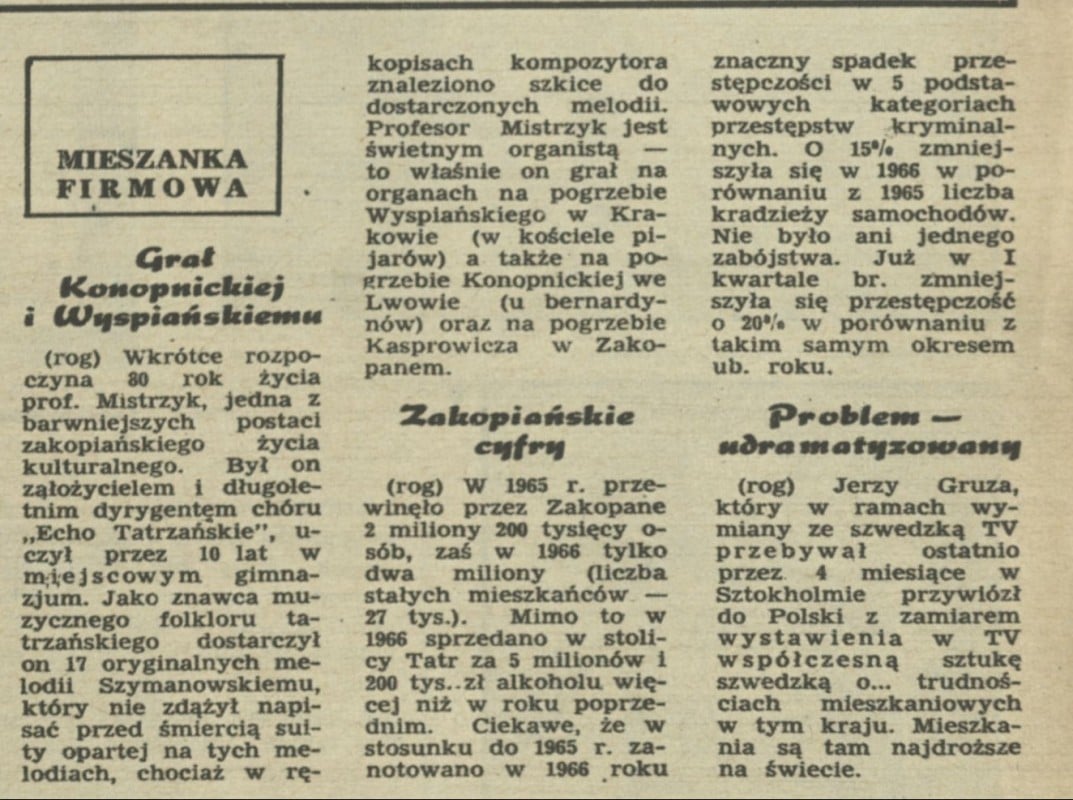 MIESZANKA
FIRMOWA
Grał
Konopnickiej
i Wyspiańskiemu
(rog) Wkrótce rozpo-
czyna 80 rok życia
prof. Mistrzyk, jedna z
barwniejszych postaci
zakopiańskiego życia
kulturalnego. Był on
założycielem i długole-
tnim dyrygentem chóru
„Echo Tatrzańskie”, u-
czył przez 10 lat w
miejscowym gimna-
zjum. Jako znawca mu-
zycznego folkloru ta-
trzańskiego dostarczył
on 17 oryginalnych me-
lodii Szymanowskiemu,
który nie zdążył napi-
sać przed śmiercią sui-
ty opartej na tych me-
lodiach, chociaż w rę-
kopisach kompozytora
znaleziono szkice do
dostarczonych melodii.
Profesor Mistrzyk jest
świetnym organistą —
to właśnie on grał na
organach na pogrzebie
Wyspiańskiego w Kra-
kowie (w kościele pi-
jarów) a także na po-
grzebie Konopnickiej we
Lwowie (u bernardy-
nów) oraz na pogrzebie
Kasprowicza w Zako-
panem.
Zakopiańskie
cyfry
(rog) W 1965 r. prze-
winęło przez Zakopane
2 miliony 200 tysięcy o-
sób, zaś w 1966 tylko
dwa miliony (liczba
stałych mieszkańców —
27 tys.). Mimo to w
1966 sprzedano w stoli-
cy Tatr za 5 milionów i
200 tys. zł alkoholu wię-
cej niż w roku poprze-
dnim. Ciekawe, że w
stosunku do 1965 r. za-
notowano w 1966 roku
znaczny spadek prze-
stępczości w 5 podsta-
wowych kategoriach
przestępstw kryminal-
nych. O 15% zmniej-
szyła się w 1966 w po-
równaniu z 1965 liczba
kradzieży samochodów.
Nie było ani jednego
zabójstwa. Już w I
kwartale br. zmniej-
szyła się przestępczość
o 20% w porównaniu z
takim samym okresem
ub. roku.
Problem —
udramatyzowany
(rog) Jerzy Gruza,
który w ramach wy-
miany ze szwedzką TV
przebywał ostatnio
przez 4 miesiące w
Sztokholmie przywiózł
do Polski z zamiarem
wystawienia w TV
współczesną sztukę
szwedzką o... trudnoś-
ciach mieszkaniowych
w tym kraju. Mieszka-
nia są tam najdroższe
na świecie.